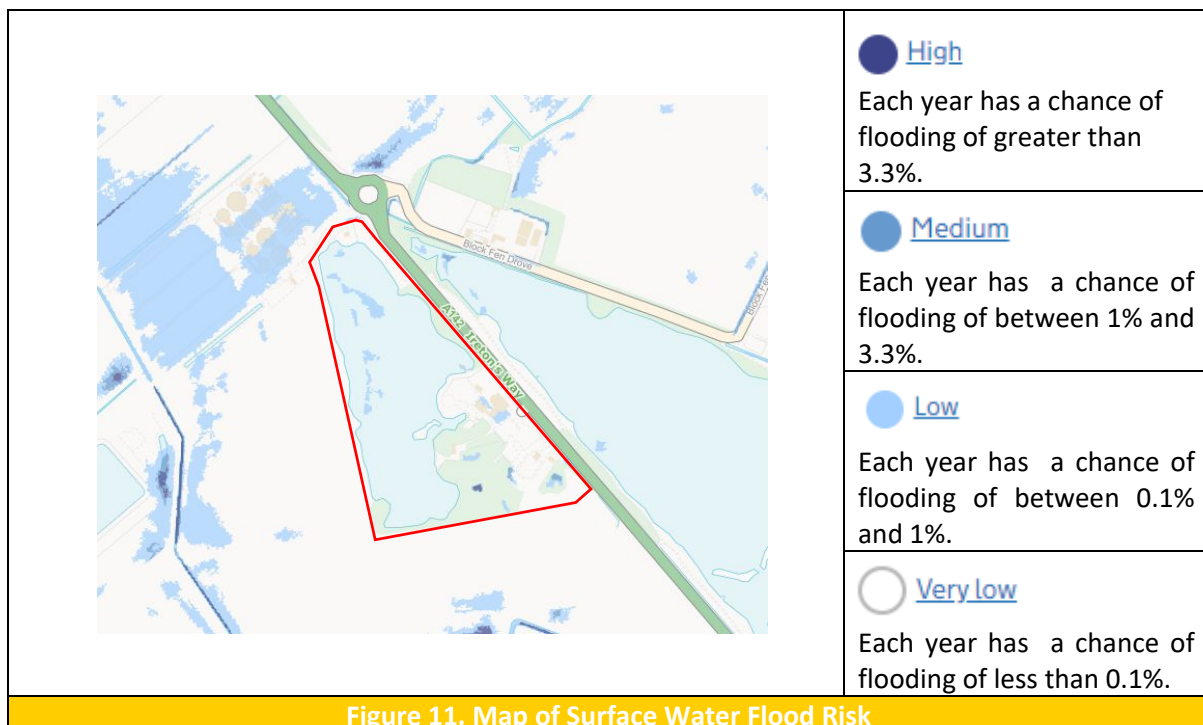 High
Each year has a chance of
flooding of greater than
3.3%.
Medium
Each year has a chance of
flooding of between 1% and
3.3%.
Low
Each year has a chance of
flooding of between 0.1%
and 1%.
Very low
Each year has a chance of
flooding of less than 0.1%.
Block Fen Drove
Block Fen
A142 Ireton's Way
Figure 11. Map of Surface Water Flood Risk